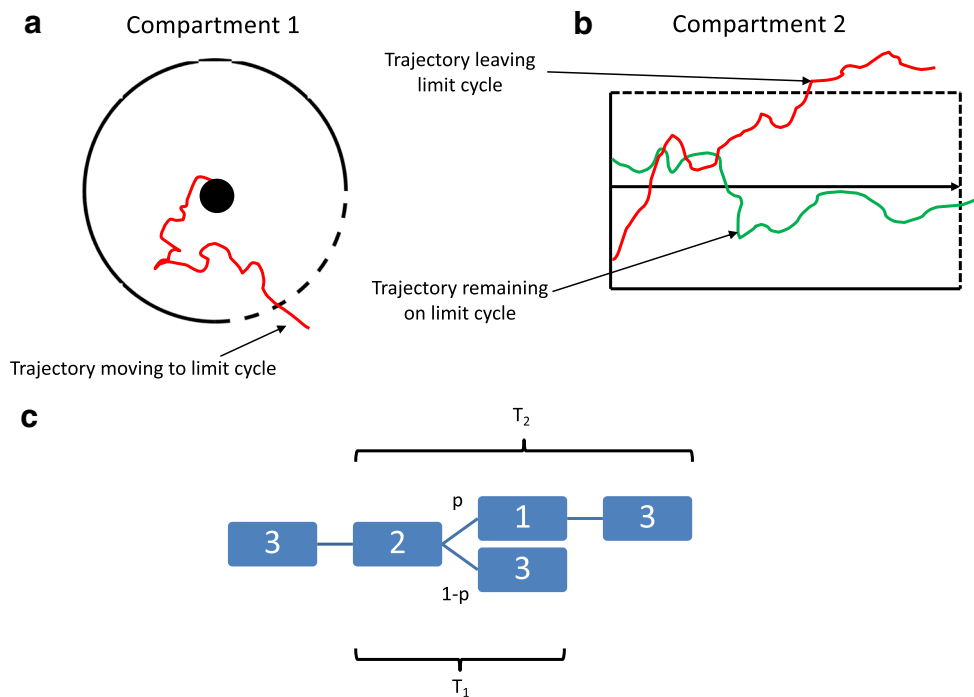 a
Compartment 1
Trajectory moving to limit cycle
b
Compartment 2
Trajectory leaving
limit cycle
Trajectory remaining
on limit cycle
c
T2
p
1
3
3
2
3
1-p
T1